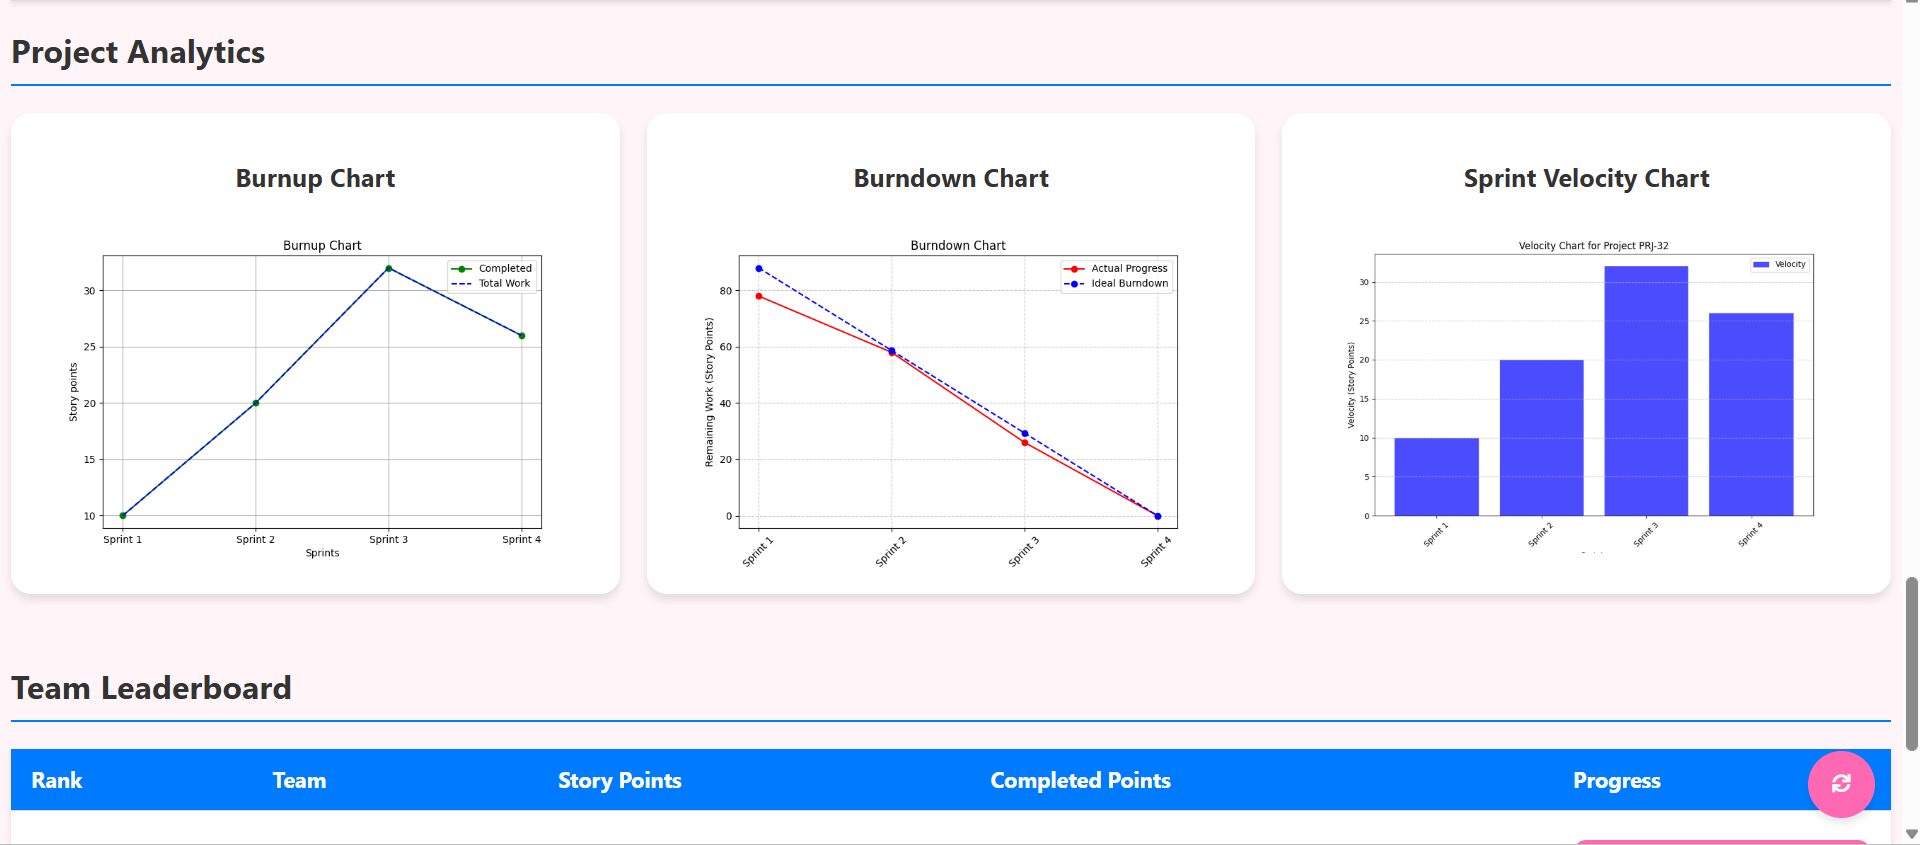 Project Analytics
Burnup Chart
Burnup Chart
Completed
Total Work
30
25
20
15
10
Story points
Sprint 1
Sprint 2
Sprint 3
Sprint 4
Sprints
Burndown Chart
Burndown Chart
Actual Progress
Ideal Burndown
80
60
40
20
0
Remaining Work (Story Points)
Sprint 1
Sprint 2
Sprint 3
Sprint 4
Sprint Velocity Chart
Velocity Chart for Project PRJ-32
Velocity
30
25
20
15
10
5
0
Velocity (Story Points)
Sprint 1
Sprint 2
Sprint 3
Sprint 4
Team Leaderboard
Rank Team Story Points Completed Points Progress